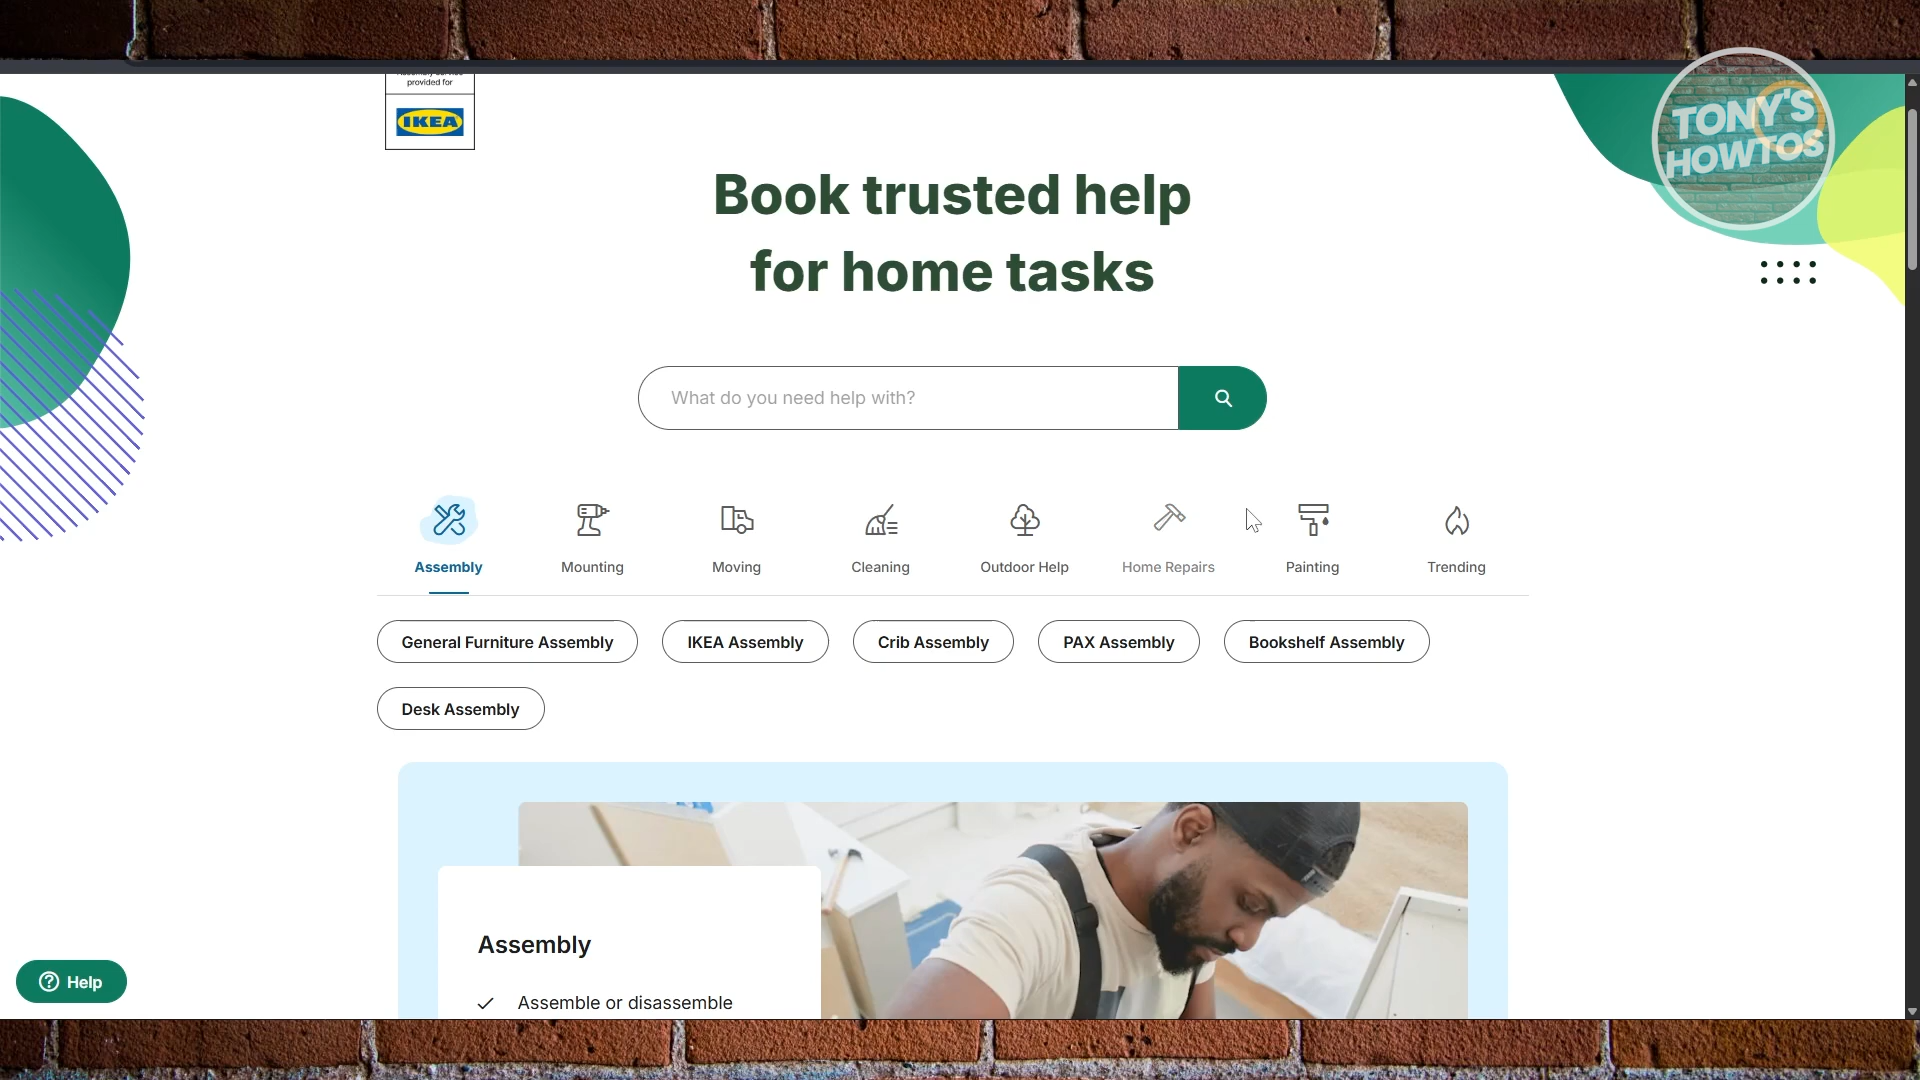 provided for
IKEA
TONY'S
HOWTOS
Book trusted help
for home tasks
What do you need help with?
Assembly
Mounting
Moving
Cleaning
Outdoor Help
Home Repairs
Painting
Trending
General Furniture Assembly
IKEA Assembly
Crib Assembly
PAX Assembly
Bookshelf Assembly
Desk Assembly
Assembly
Assemble or disassemble
Help